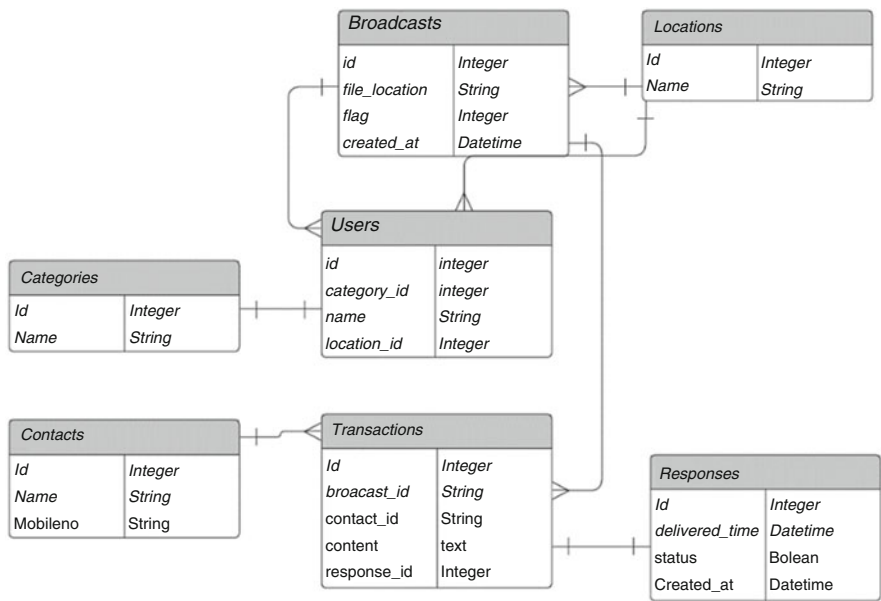 Broadcasts
id Integer
file_location String
flag Integer
created_at Datetime
Locations
Id Integer
Name String
Users
id integer
category_id integer
name String
location_id Integer
Categories
Id Integer
Name String
Contacts
Id Integer
Name String
Mobileno String
Transactions
Id Integer
broacast_id String
contact_id String
content text
response_id Integer
Responses
Id Integer
delivered_time Datetime
status Bolean
Created_at Datetime